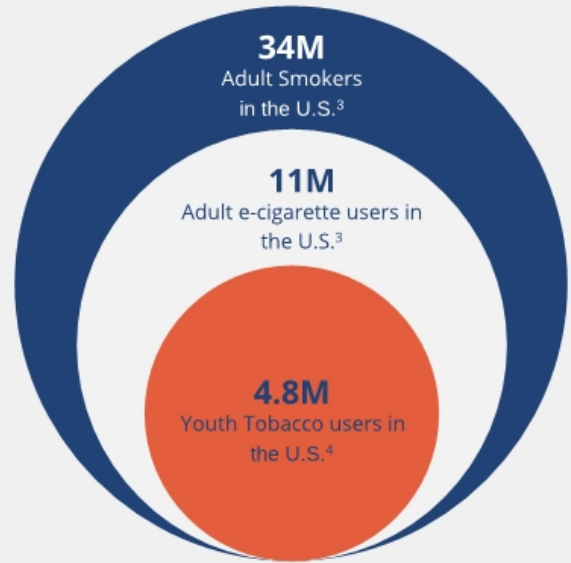 34M
Adult Smokers
in the U.S.³
11M
Adult e-cigarette users in
the U.S.³
4.8M
Youth Tobacco users in
the U.S.⁴